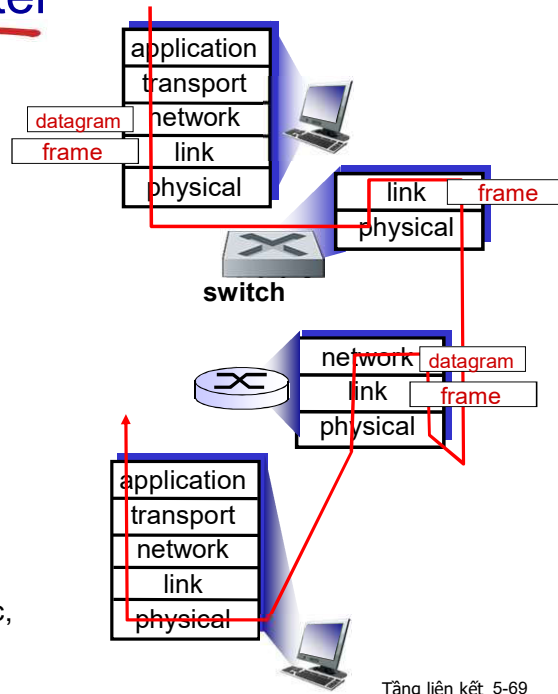 application
transport
datagram network
frame link
physical
link frame
physical
switch
network datagram
link frame
physical
application
transport
network
link
physical
Tầng liên kết 5-69